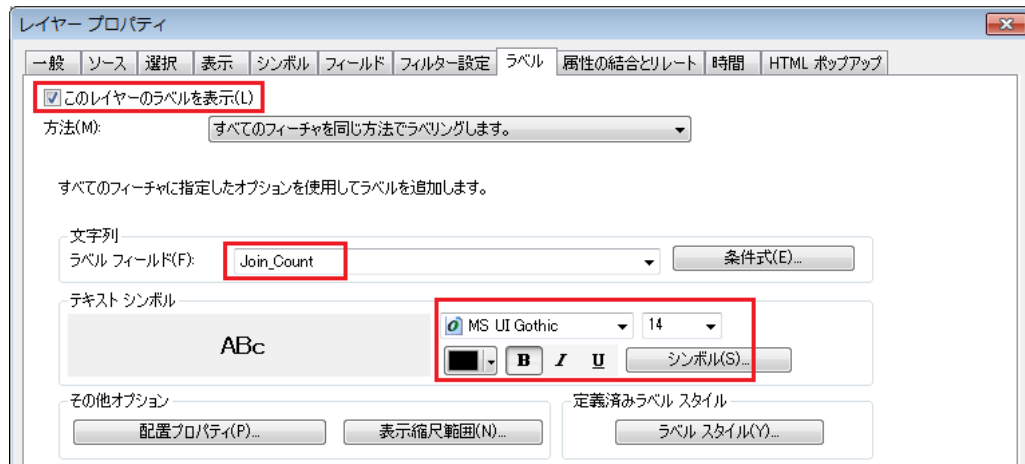 レイヤー プロパティ
一般 ソース 選択 表示 シンボル フィールド フィルター設定 ラベル 属性の結合とリレート 時間 HTML ポップアップ
このレイヤーのラベルを表示(L)
方法(M): すべてのフィーチャを同じ方法でラベリングします。
すべてのフィーチャに指定したオプションを使用してラベルを追加します。
文字列
ラベル フィールド(F): Join_Count 条件式(E)...
テキスト シンボル
MS UI Gothic 14
ABc
B I U シンボル(S)...
その他オプション 定義済みラベル スタイル
配置プロパティ(P)... 表示縮尺範囲(N)... ラベル スタイル(Y)...